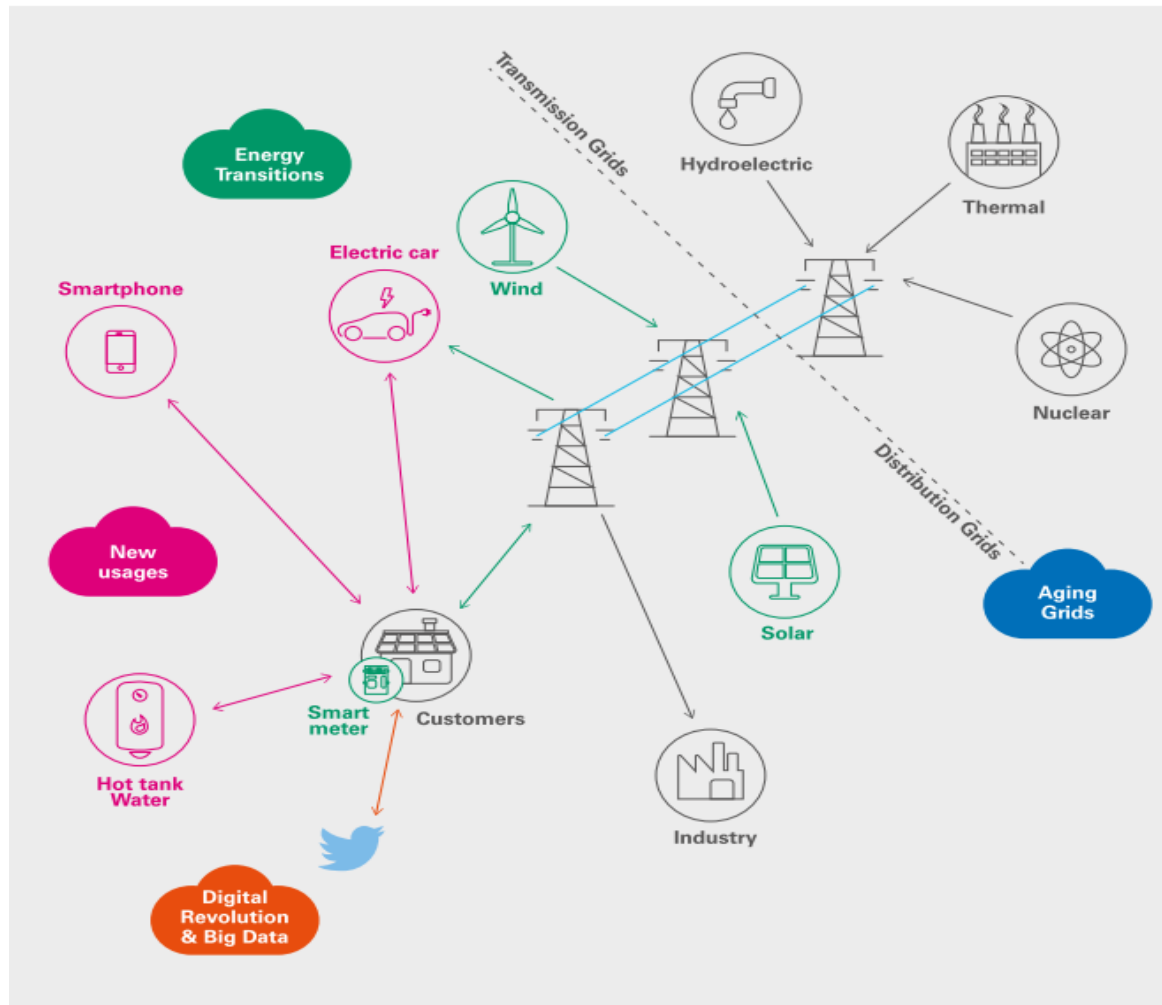 Transmission Grids
Hydroelectric
Thermal
Energy
Transitions
Electric car
Wind
Smartphone
Nuclear
Distribution Grids
New
usages
Aging
Grids
Solar
Smart
meter
Customers
Hot tank
Water
Industry
Digital
Revolution
& Big Data